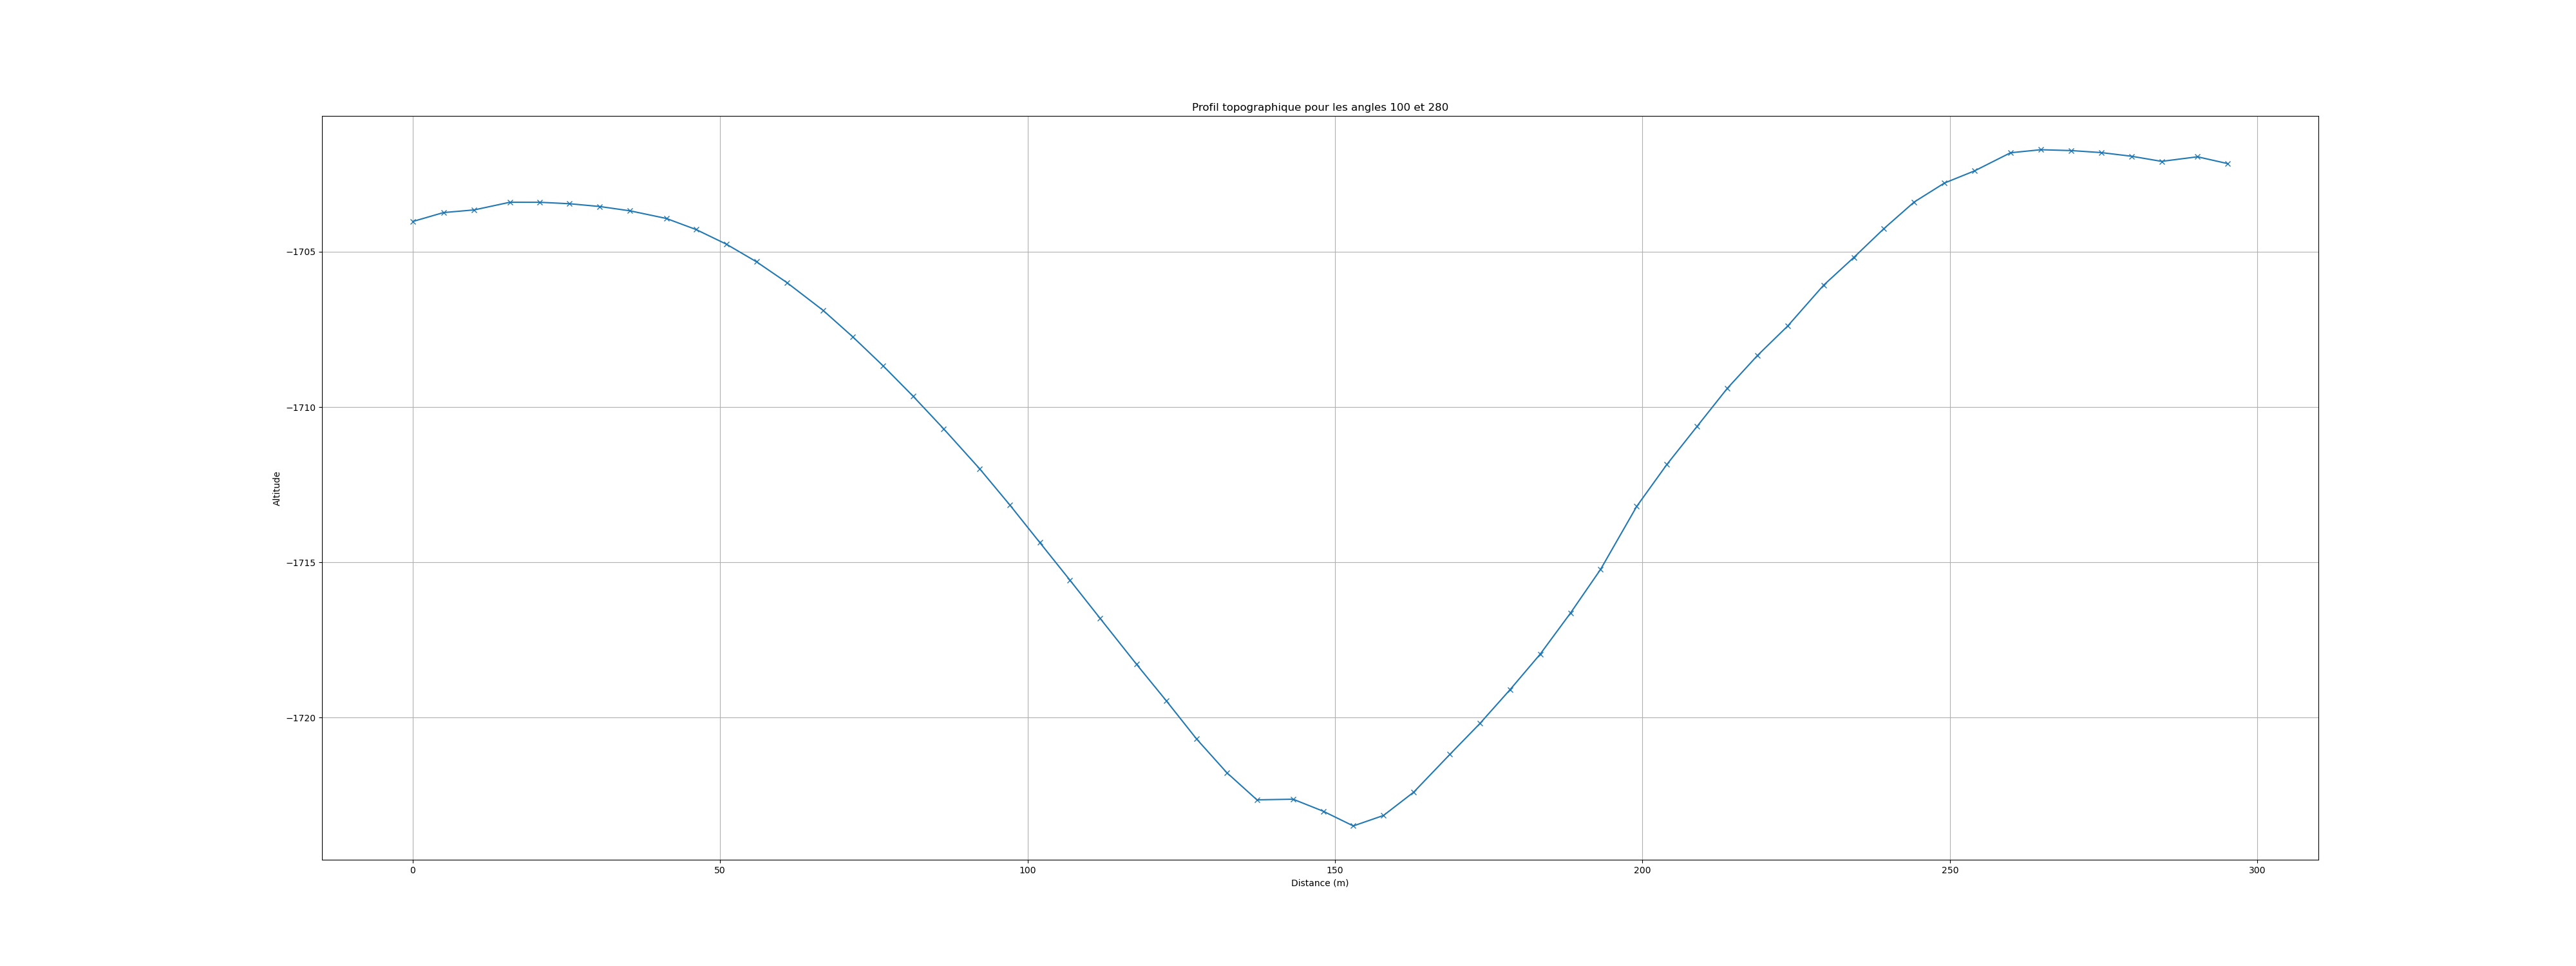 Profil topographique pour les angles 100 et 280
−1705
−1710
−1715
−1720
Altitude
0 50 100 150 200 250 300
Distance (m)